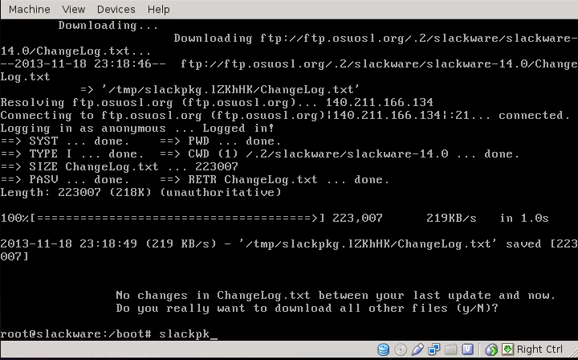 Machine View Devices Help
Downloading...
Downloading ftp://ftp.osuosl.org/.2/slackware/slackware-
14.0/ChangeLog.txt...
--2013-11-18 23:18:46-- ftp://ftp.osuosl.org/.2/slackware/slackware-14.0/Change
Log.txt
=> '/tmp/slackpkg.lZKhHK/ChangeLog.txt'
Resolving ftp.osuosl.org (ftp.osuosl.org)... 140.211.166.134
Connecting to ftp.osuosl.org (ftp.osuosl.org)|140.211.166.134|:21... connected.
Logging in as anonymous ... Logged in!
==> SYST ... done. ==> PWD ... done.
==> TYPE I ... done. ==> CWD (1) /.2/slackware/slackware-14.0 ... done.
==> SIZE ChangeLog.txt ... 223007
==> PASV ... done. ==> RETR ChangeLog.txt ... done.
Length: 223007 (218K) (unauthoritative)
100%[======================================>] 223,007 219KB/s in 1.0s
2013-11-18 23:18:49 (219 KB/s) - '/tmp/slackpkg.lZKhHK/ChangeLog.txt' saved [223
007]
No changes in ChangeLog.txt between your last update and now.
Do you really want to download all other files (y/N)?
root@slackware:/boot# slackpk_
Right Ctrl